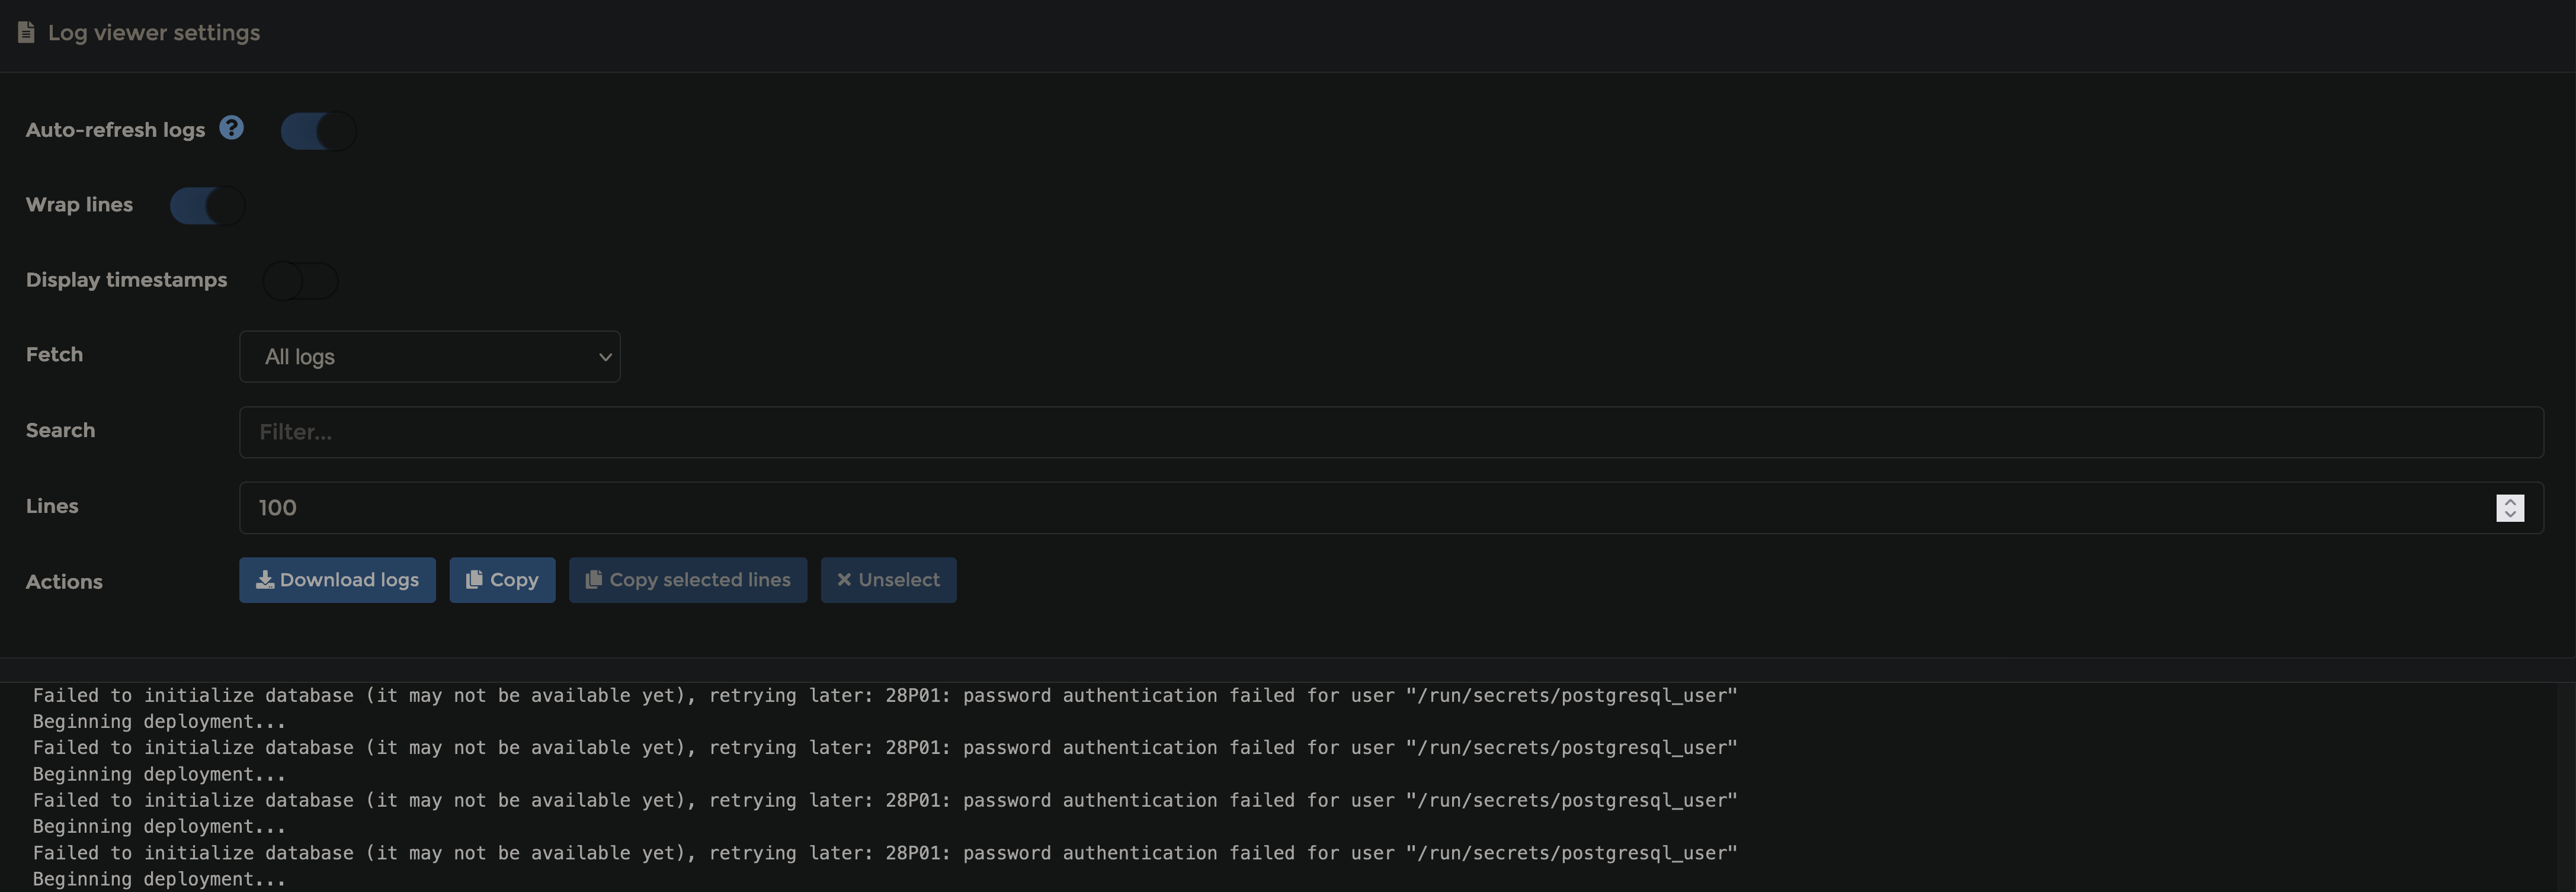 Log viewer settings
Auto-refresh logs ?
Wrap lines
Display timestamps
Fetch All logs
Search Filter...
Lines 100
Actions Download logs Copy Copy selected lines Unselect
Failed to initialize database (it may not be available yet), retrying later: 28P01: password authentication failed for user "/run/secrets/postgresql_user"
Beginning deployment...
Failed to initialize database (it may not be available yet), retrying later: 28P01: password authentication failed for user "/run/secrets/postgresql_user"
Beginning deployment...
Failed to initialize database (it may not be available yet), retrying later: 28P01: password authentication failed for user "/run/secrets/postgresql_user"
Beginning deployment...
Failed to initialize database (it may not be available yet), retrying later: 28P01: password authentication failed for user "/run/secrets/postgresql_user"
Beginning deployment...